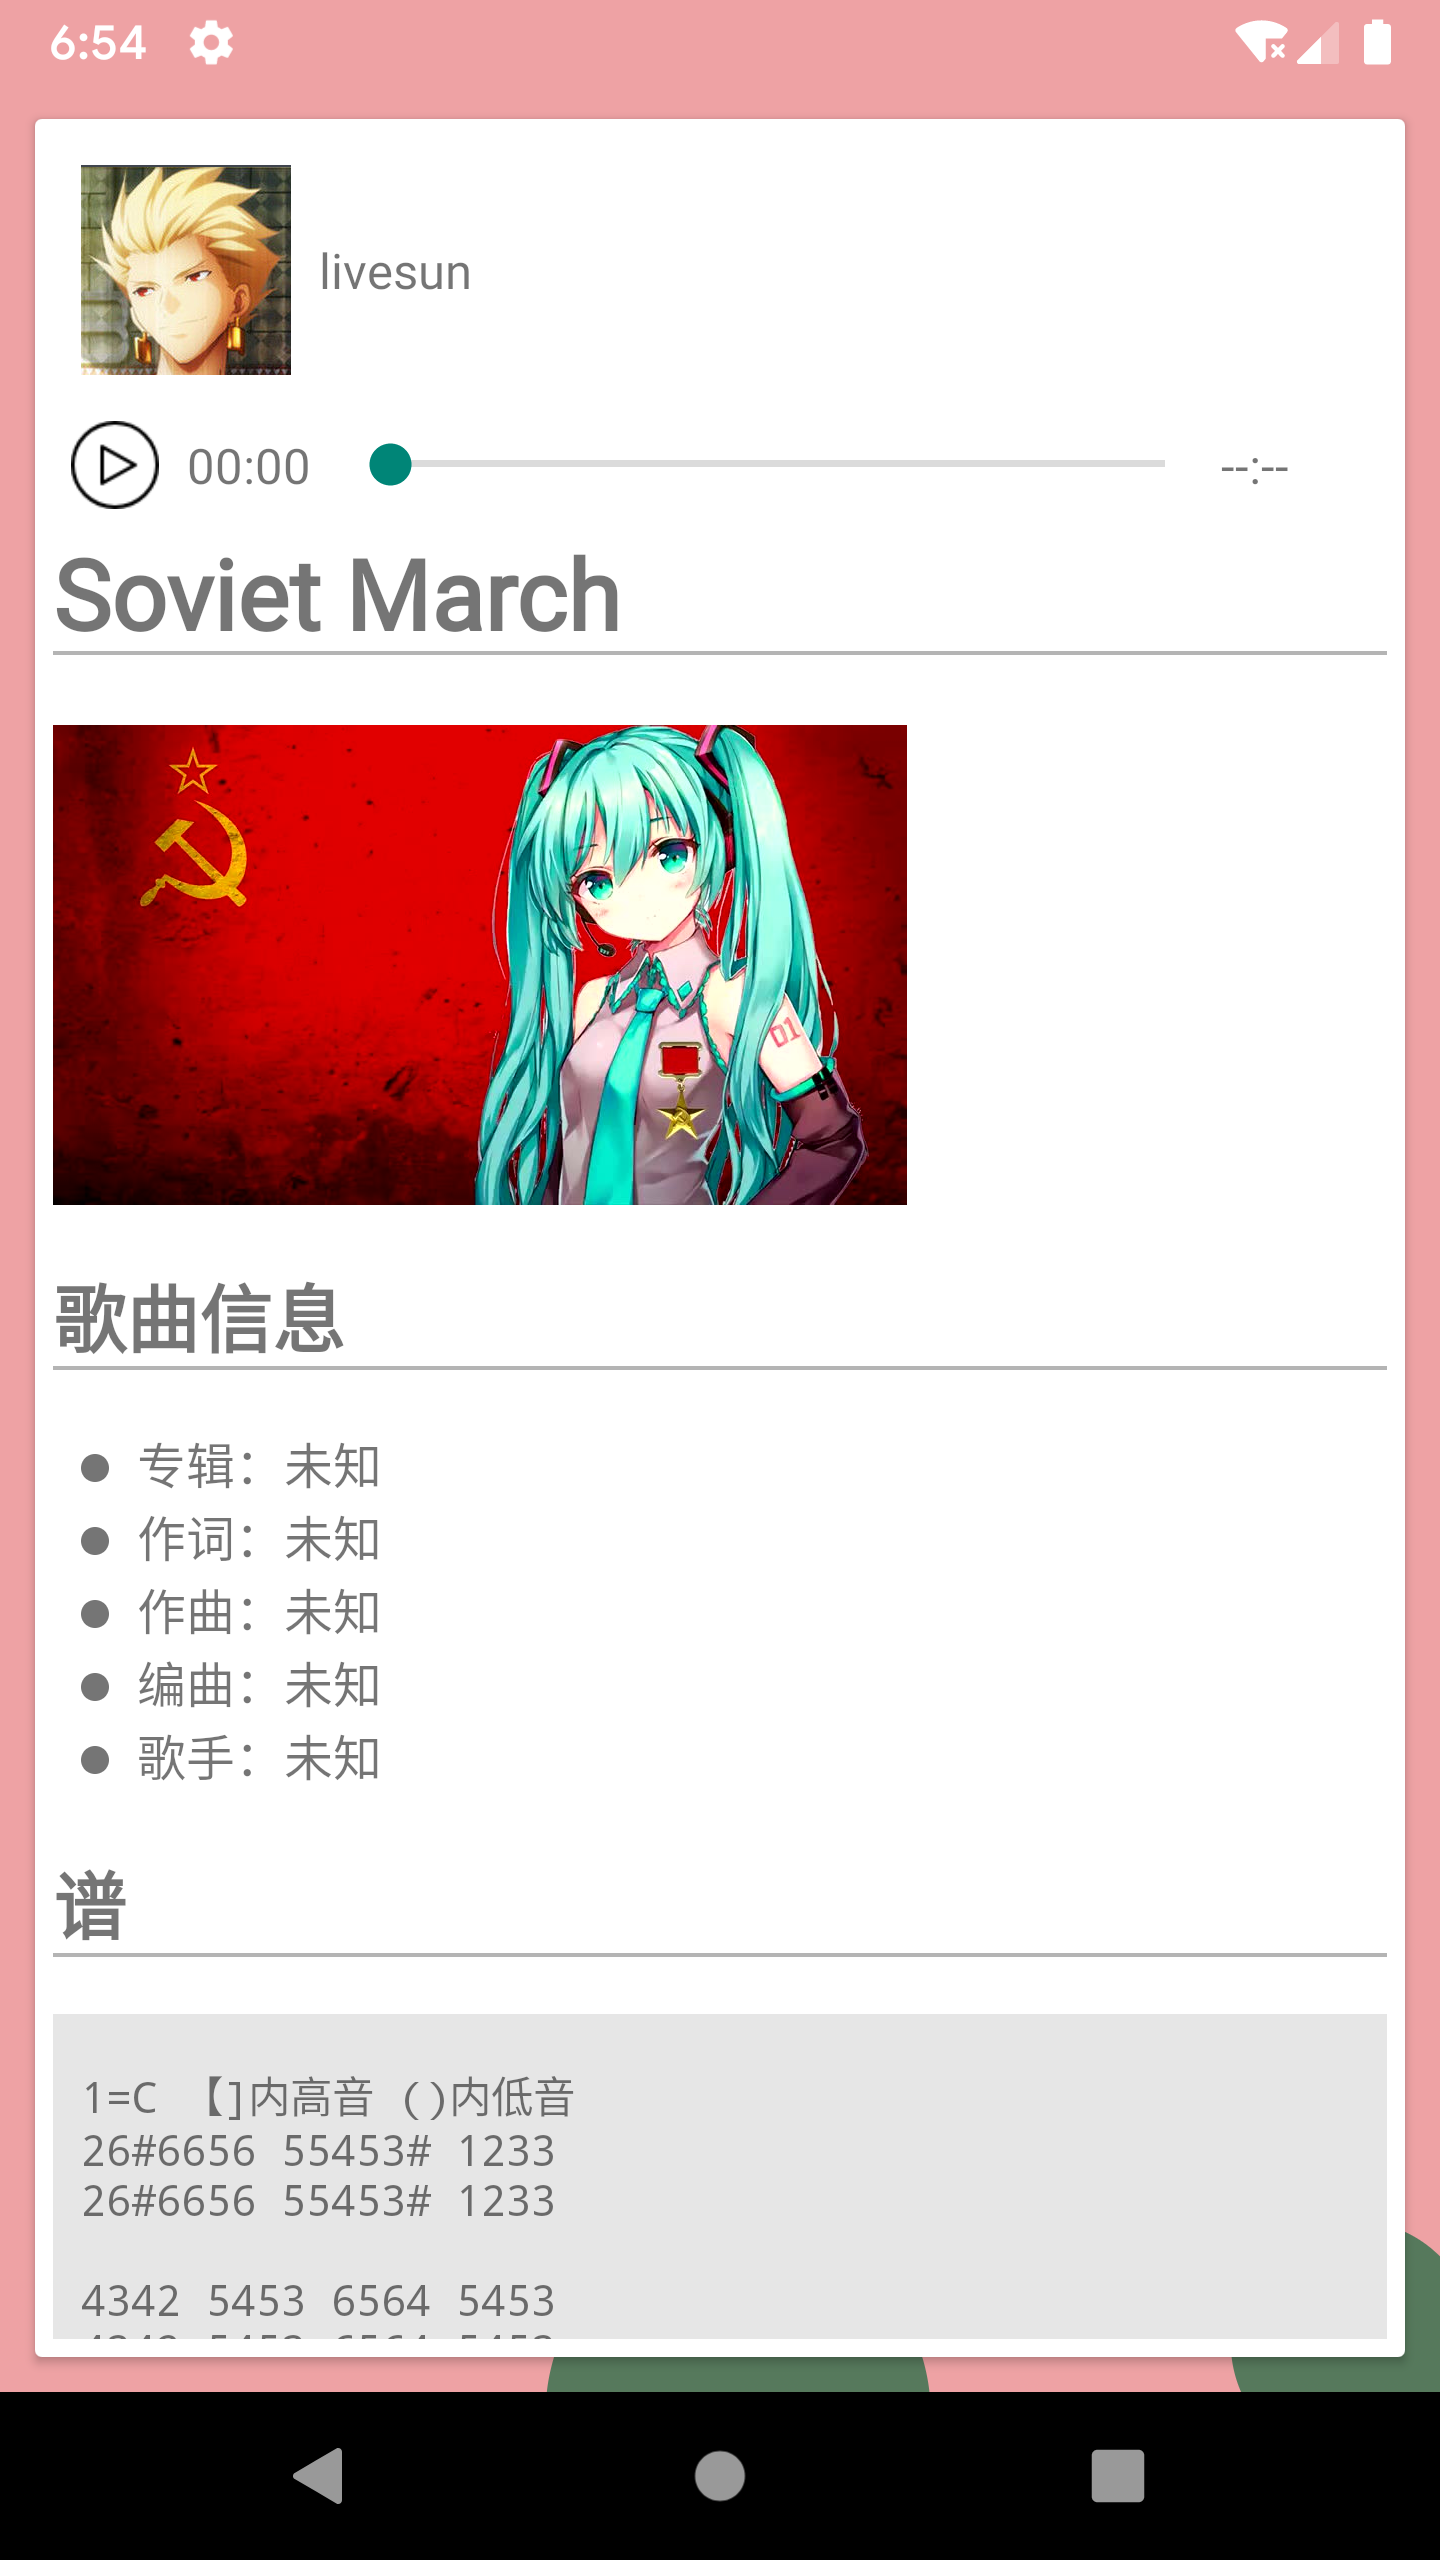 6:54
livesun
00:00 --:--
Soviet March
01
歌曲信息
专辑：未知
作词：未知
作曲：未知
编曲：未知
歌手：未知
谱
1=C 【]内高音 ()内低音
26#6656 55453# 1233
26#6656 55453# 1233
4342 5453 6564 5453